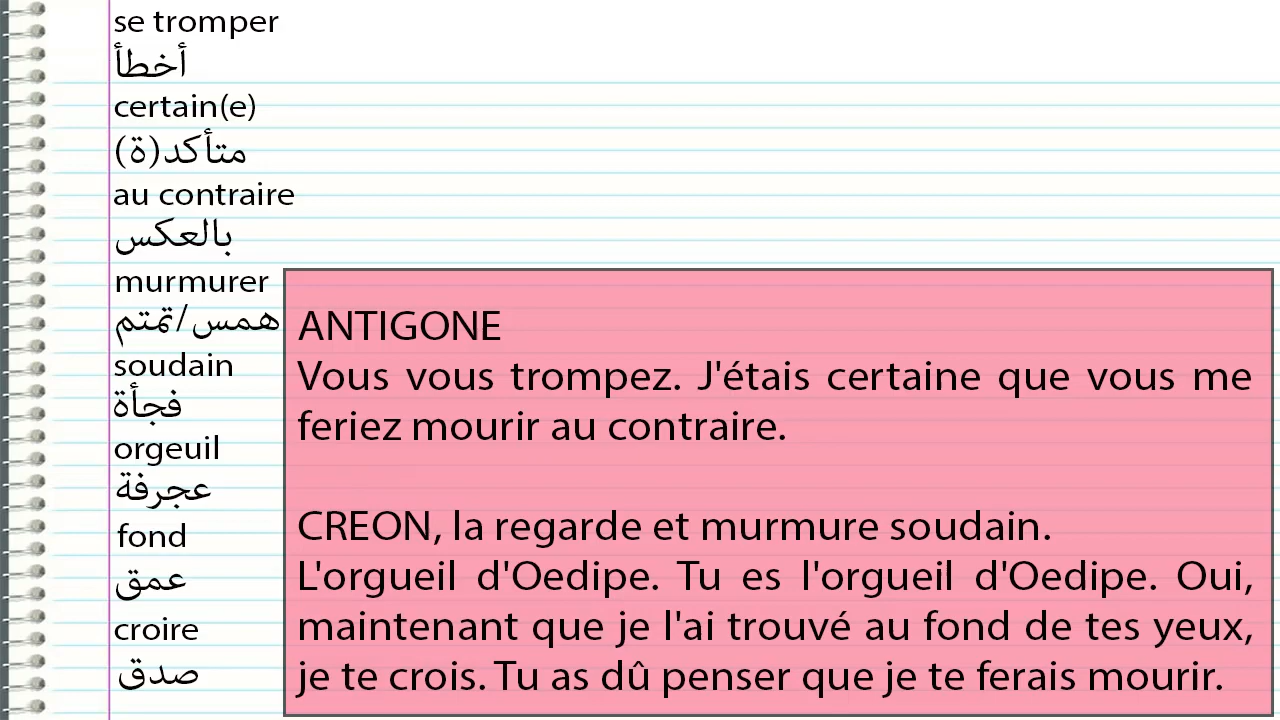 se tromper
أخطأ
certain(e)
متأكد(ة)
au contraire
بالعكس
murmurer
همس/تمتم
soudain
فجأة
orgeuil
عجرفة
fond
عمق
croire
صدق
ANTIGONE
Vous vous trompez. J'étais certaine que vous me
feriez mourir au contraire.
CREON, la regarde et murmure soudain.
L'orgueil d'Oedipe. Tu es l'orgueil d'Oedipe. Oui,
maintenant que je l'ai trouvé au fond de tes yeux,
je te crois. Tu as dû penser que je te ferais mourir.